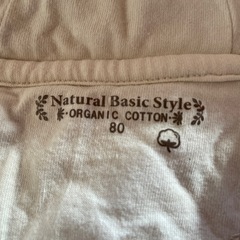 Natural Basic Style
ORGANIC COTTON
80